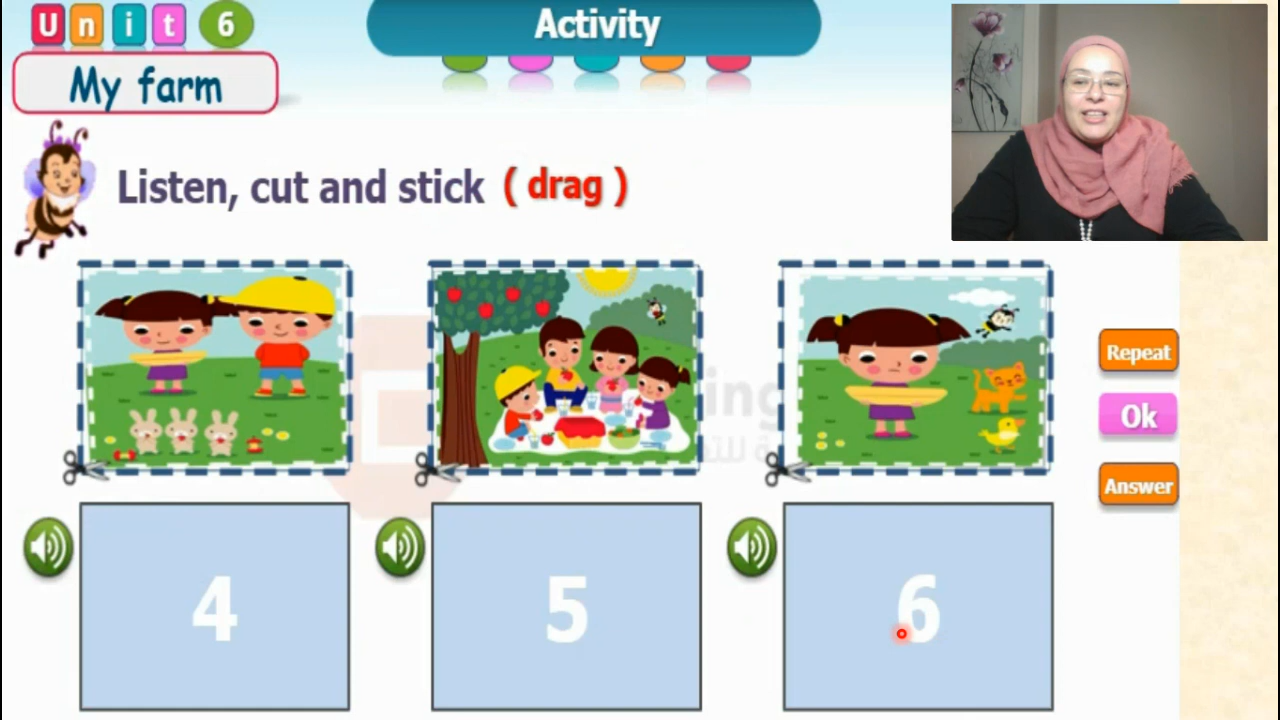 Unit 6
Activity
My farm
Listen, cut and stick ( drag )
Repeat
Ok
Answer
4
5
6